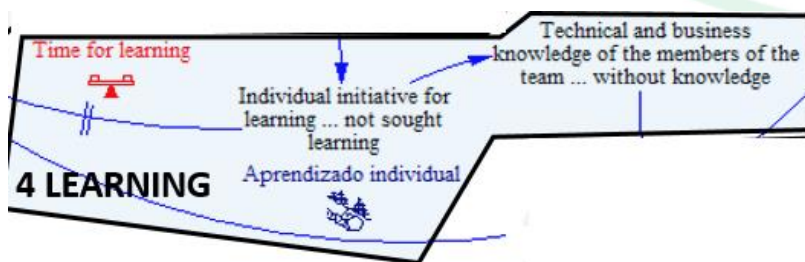 Time for learning
Technical and business
knowledge of the members of the
team ... without knowledge
Individual initiative for
learning ... not sought
learning
4 LEARNING
Aprendizado individual